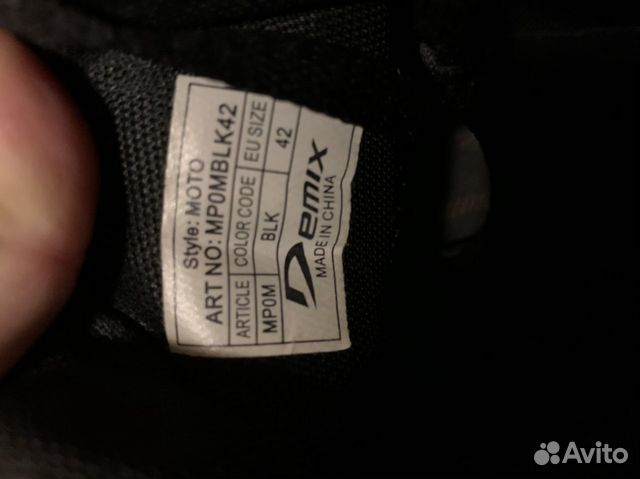 Style: MOTO
ART NO: MP0MBLK42
ARTICLE COLOR CODE EU SIZE
MP0M BLK 42
Demix
MADE IN CHINA
Avito